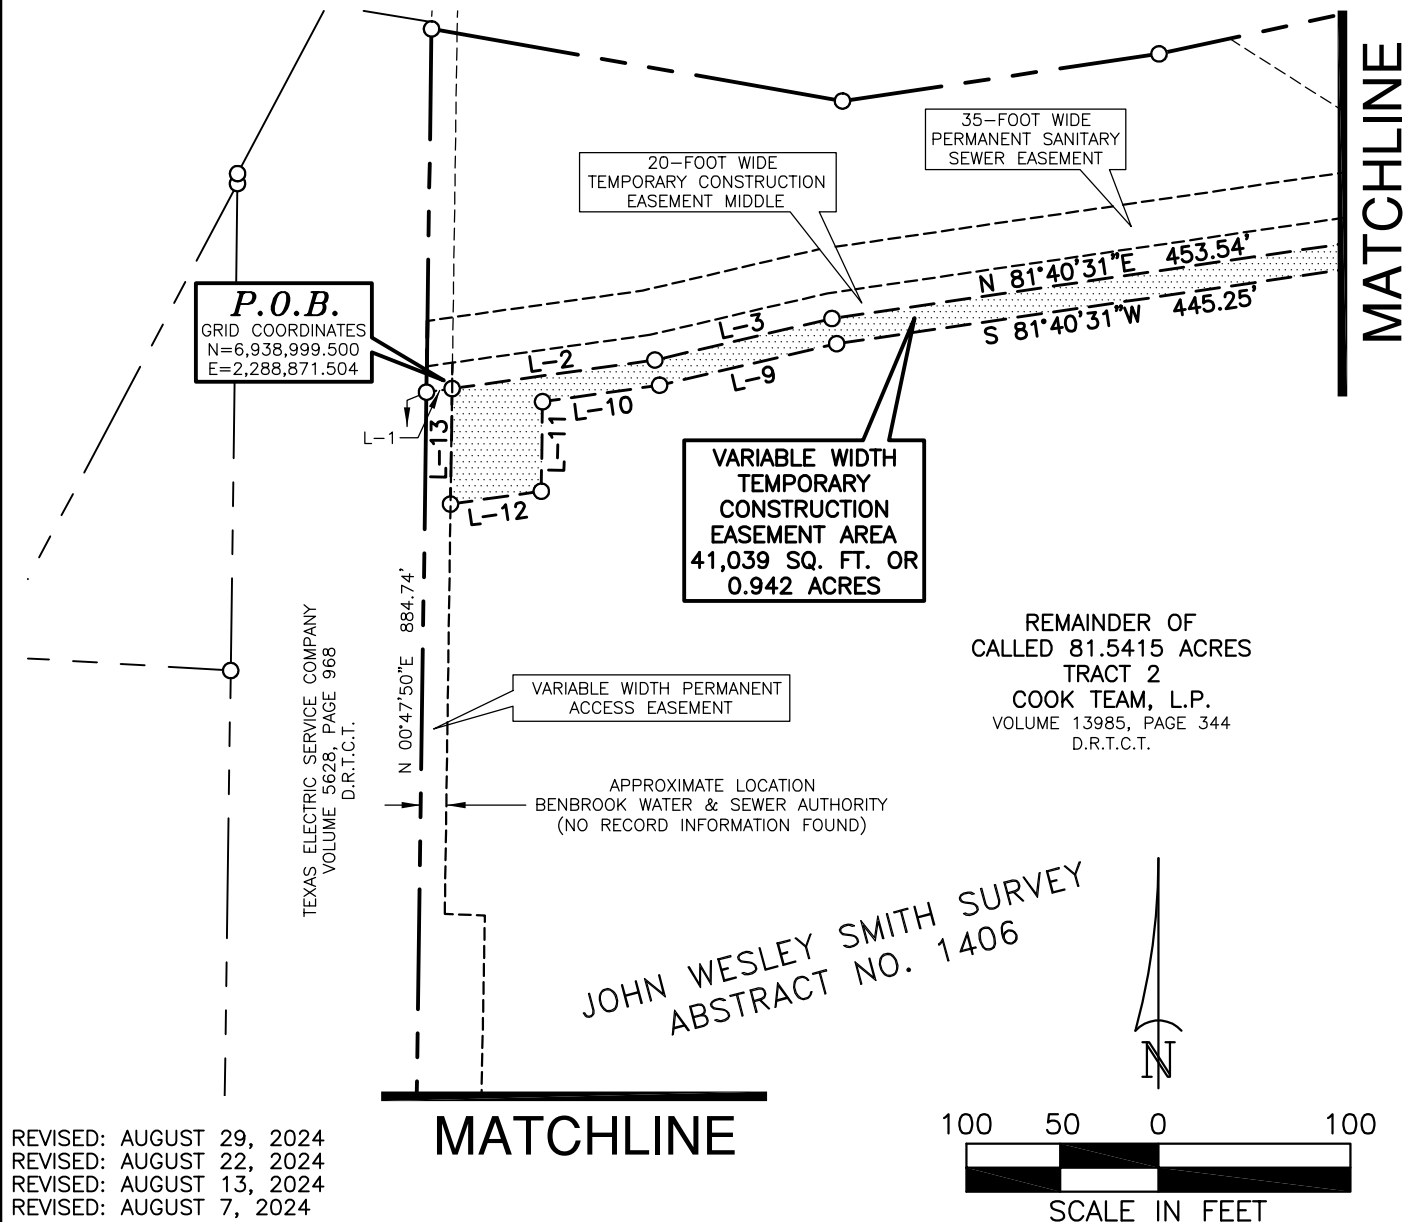 MATCHLINE
35-FOOT WIDE
PERMANENT SANITARY
SEWER EASEMENT
20-FOOT WIDE
TEMPORARY CONSTRUCTION
EASEMENT MIDDLE
N 81°40'31"E 453.54'
S 81°40'31"W 445.25'
P.O.B.
GRID COORDINATES
N=6,938,999.500
E=2,288,871.504
L-3
L-2
L-9
L-10
L-1
L-13
L-11
L-12
VARIABLE WIDTH
TEMPORARY
CONSTRUCTION
EASEMENT AREA
41,039 SQ. FT. OR
0.942 ACRES
N 00°47'50"E 884.74'
TEXAS ELECTRIC SERVICE COMPANY
VOLUME 5628, PAGE 968
D.R.T.C.T.
REMAINDER OF
CALLED 81.5415 ACRES
TRACT 2
COOK TEAM, L.P.
VOLUME 13985, PAGE 344
D.R.T.C.T.
VARIABLE WIDTH PERMANENT
ACCESS EASEMENT
APPROXIMATE LOCATION
BENBROOK WATER & SEWER AUTHORITY
(NO RECORD INFORMATION FOUND)
JOHN WESLEY SMITH SURVEY
ABSTRACT NO. 1406
N
MATCHLINE
100 50 0 100
SCALE IN FEET
REVISED: AUGUST 29, 2024
REVISED: AUGUST 22, 2024
REVISED: AUGUST 13, 2024
REVISED: AUGUST 7, 2024